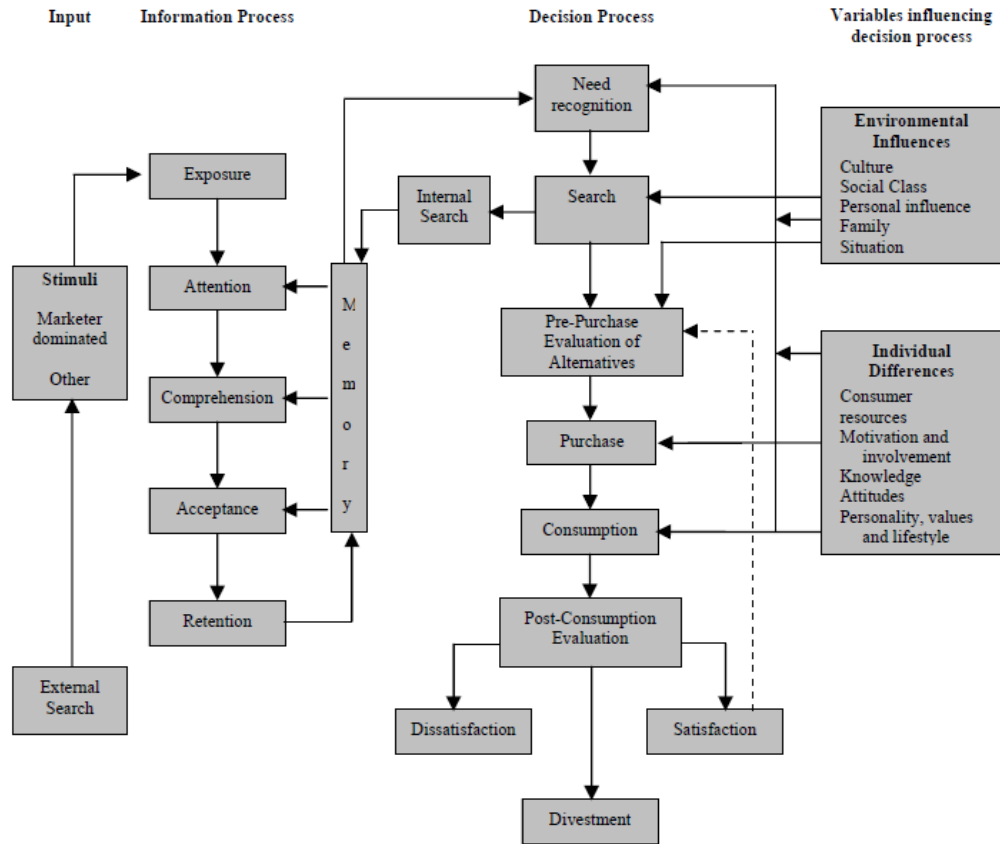 Input
Information Process
Decision Process
Variables influencing
decision process
Need
recognition
Environmental
Influences
Culture
Social Class
Personal influence
Family
Situation
Exposure
Internal
Search
Search
Stimuli
Marketer
dominated
Other
Attention
M
e
m
o
r
y
Pre-Purchase
Evaluation of
Alternatives
Individual
Differences
Consumer
resources
Motivation and
involvement
Knowledge
Attitudes
Personality, values
and lifestyle
Comprehension
Purchase
Acceptance
Consumption
Retention
Post-Consumption
Evaluation
External
Search
Dissatisfaction
Satisfaction
Divestment